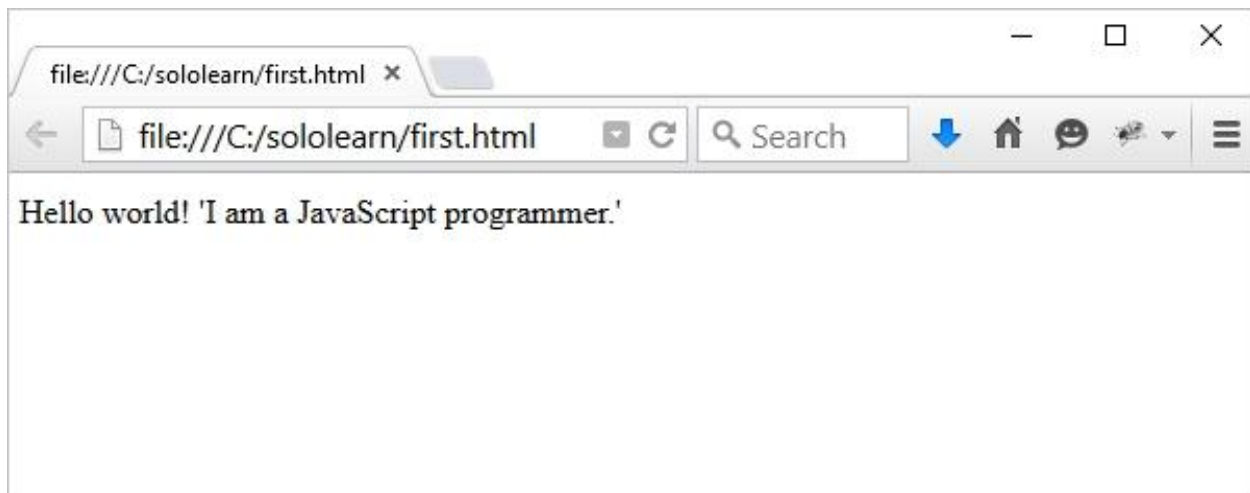 file:///C:/sololearn/first.html
file:///C:/sololearn/first.html Search
Hello world! 'I am a JavaScript programmer.'